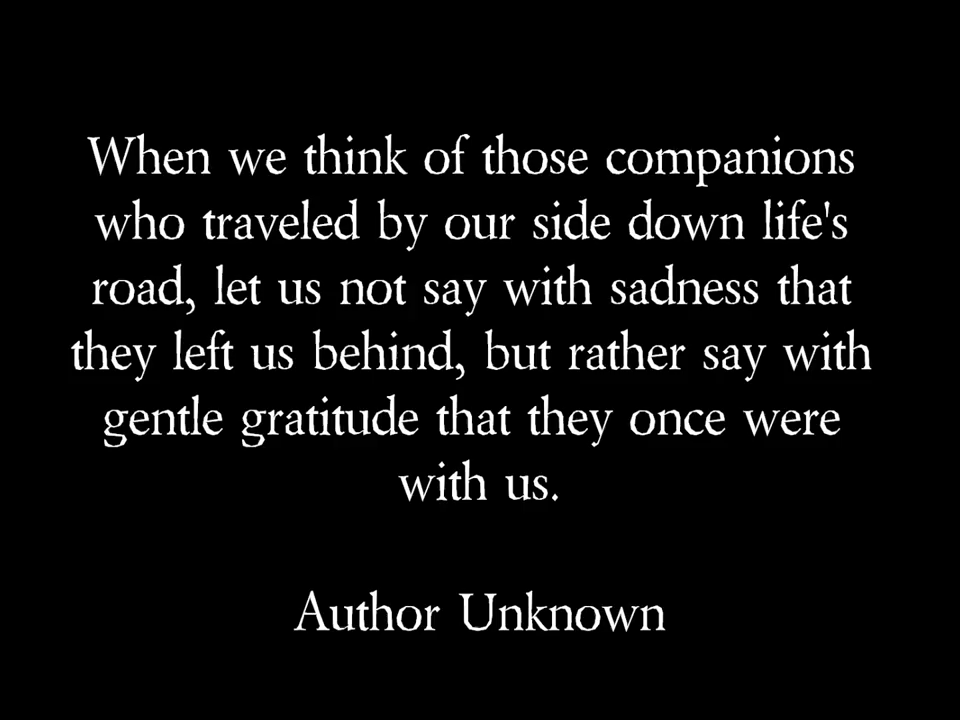 When we think of those companions
who traveled by our side down life's
road, let us not say with sadness that
they left us behind, but rather say with
gentle gratitude that they once were
with us.
Author Unknown